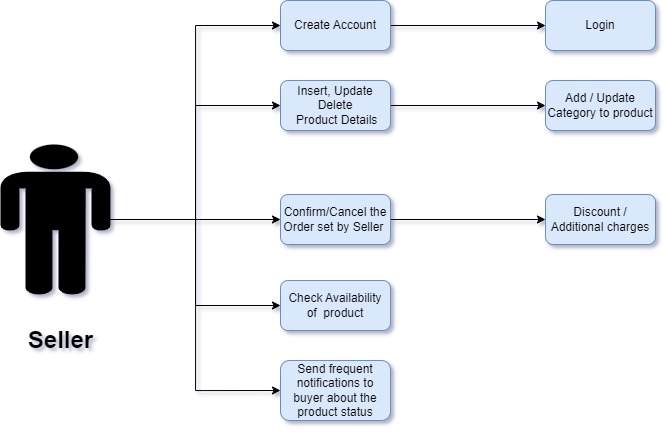 Create Account
Login
Insert, Update
Delete
Product Details
Add / Update
Category to product
Confirm/Cancel the
Order set by Seller
Discount /
Additional charges
Check Availability
of product
Seller
Send frequent
notifications to
buyer about the
product status